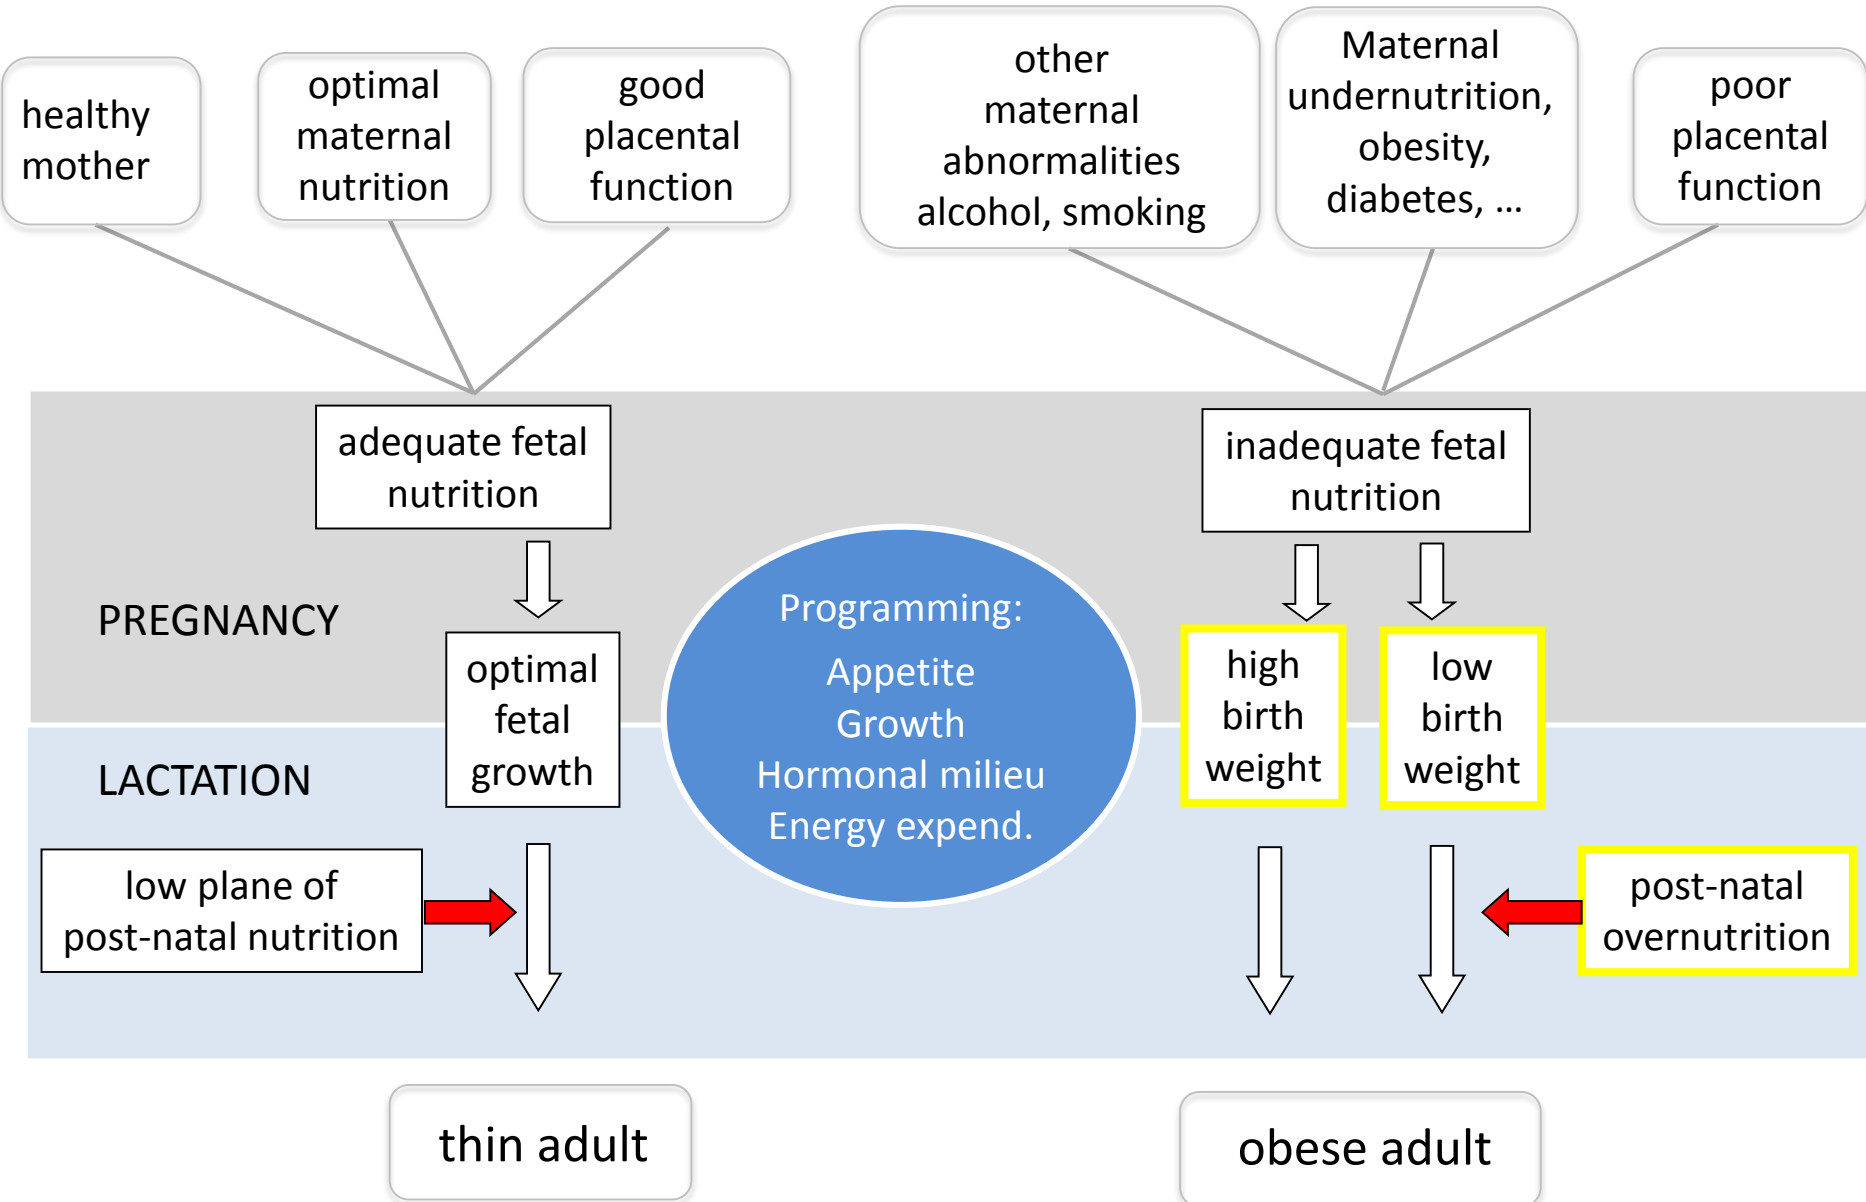 healthy
mother
optimal
maternal
nutrition
good
placental
function
other
maternal
abnormalities
alcohol, smoking
Maternal
undernutrition,
obesity,
diabetes, ...
poor
placental
function
adequate fetal
nutrition
inadequate fetal
nutrition
PREGNANCY
optimal
fetal
growth
Programming:
Appetite
Growth
Hormonal milieu
Energy expend.
high
birth
weight
low
birth
weight
LACTATION
low plane of
post-natal nutrition
post-natal
overnutrition
thin adult
obese adult